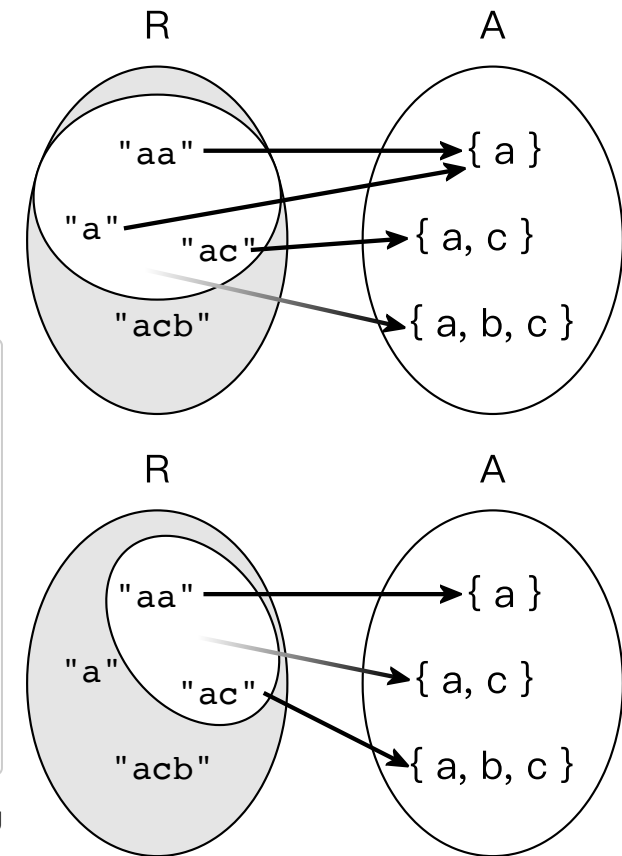 R A
"aa" { a }
"a"
"ac" { a, c }
"acb" { a, b, c }
R A
"aa" { a }
"a" { a, c }
"ac"
"acb" { a, b, c }